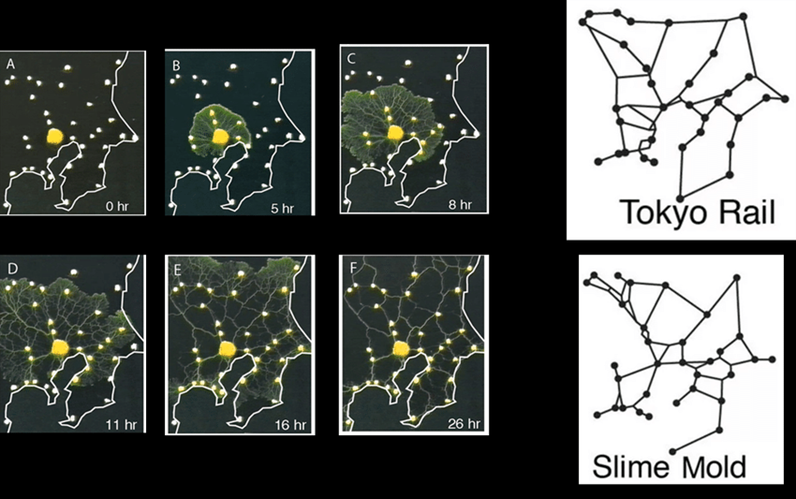 A
0 hr
B
5 hr
C
8 hr
D
11 hr
E
16 hr
F
26 hr
Tokyo Rail
Slime Mold